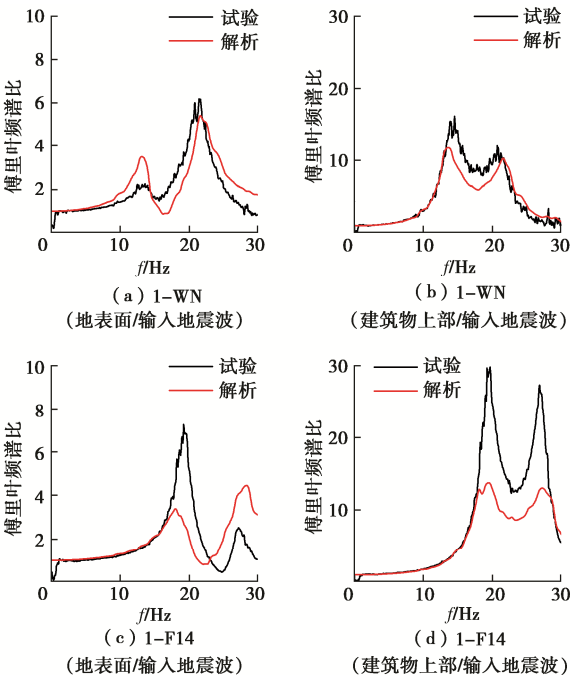 10
8
6
4
2
0
10
20
30
傅里叶频谱比
试验
解析
f/Hz
(a) 1-WN
(地表面/输入地震波)
30
20
10
0
10
20
30
傅里叶频谱比
试验
解析
f/Hz
(b) 1-WN
(建筑物上部/输入地震波)
10
8
6
4
2
0
10
20
30
傅里叶频谱比
试验
解析
f/Hz
(c) 1-F14
(地表面/输入地震波)
30
20
10
0
10
20
30
傅里叶频谱比
试验
解析
f/Hz
(d) 1-F14
(建筑物上部/输入地震波)